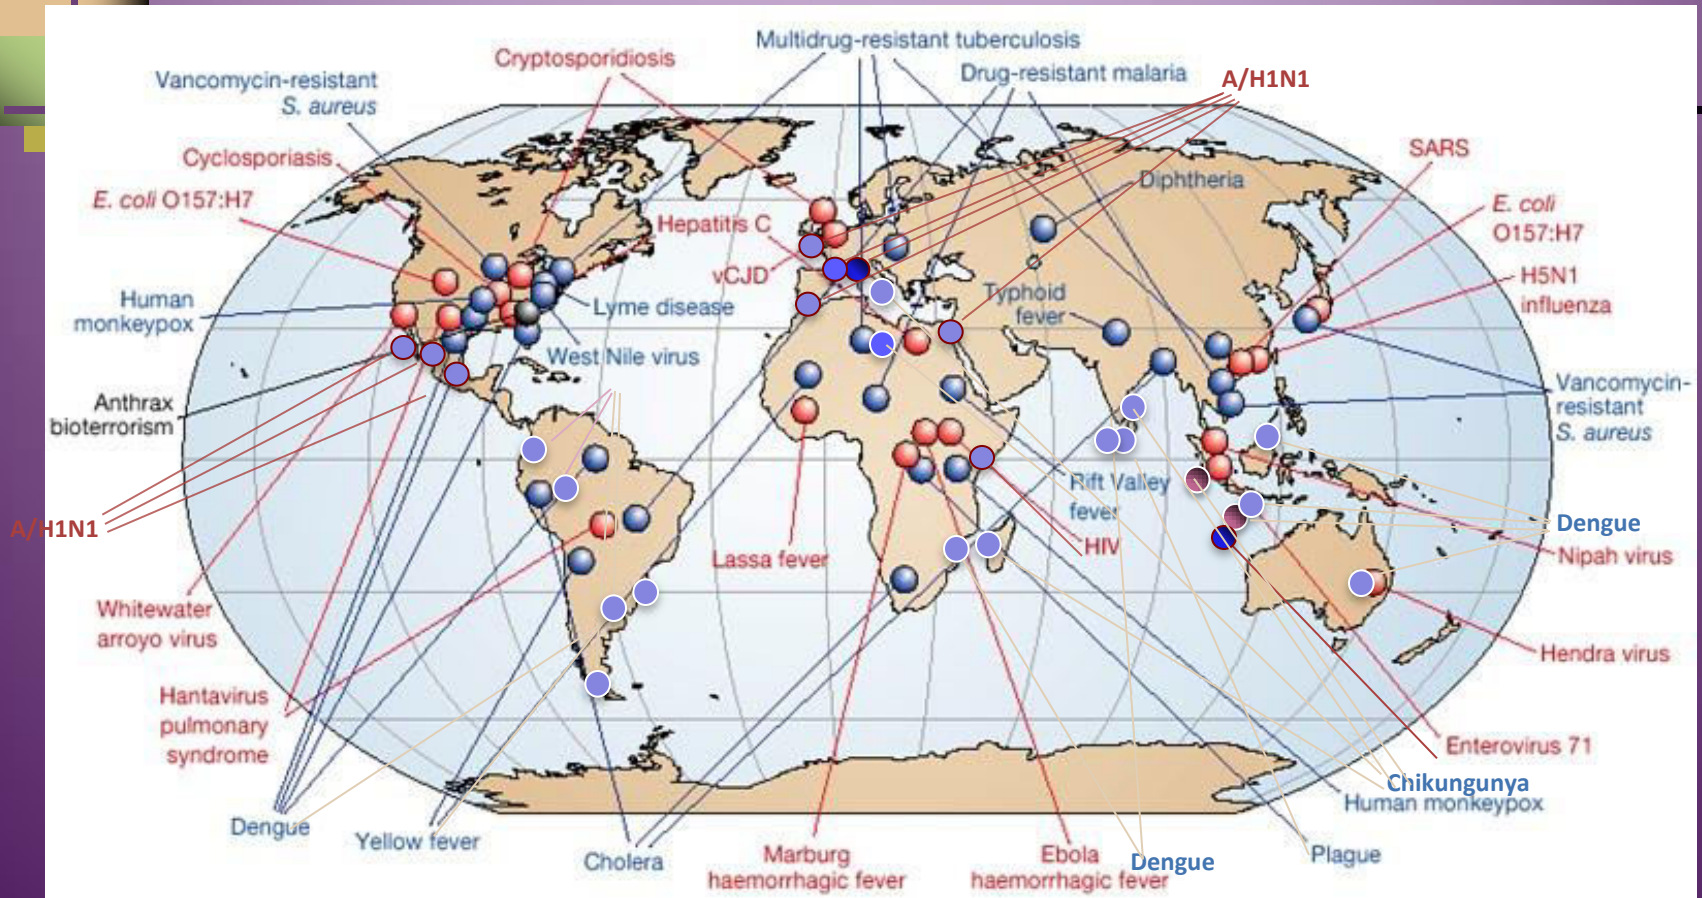 Multidrug-resistant tuberculosis
Cryptosporidiosis
Drug-resistant malaria
A/H1N1
Vancomycin-resistant
S. aureus
SARS
Cyclosporiasis
Diphtheria
E. coli O157:H7
E. coli
O157:H7
Hepatitis C
vCJD
H5N1
influenza
Typhoid
fever
Human
monkeypox
Lyme disease
West Nile virus
Vancomycin-
resistant
S. aureus
Anthrax
bioterrorism
Rift Valley
fever
A/H1N1
Dengue
HIV
Lassa fever
Nipah virus
Whitewater
arroyo virus
Hendra virus
Hantavirus
pulmonary
syndrome
Enterovirus 71
Chikungunya
Human monkeypox
Dengue
Yellow fever
Cholera
Marburg
haemorrhagic fever
Ebola
haemorrhagic fever
Dengue
Plague